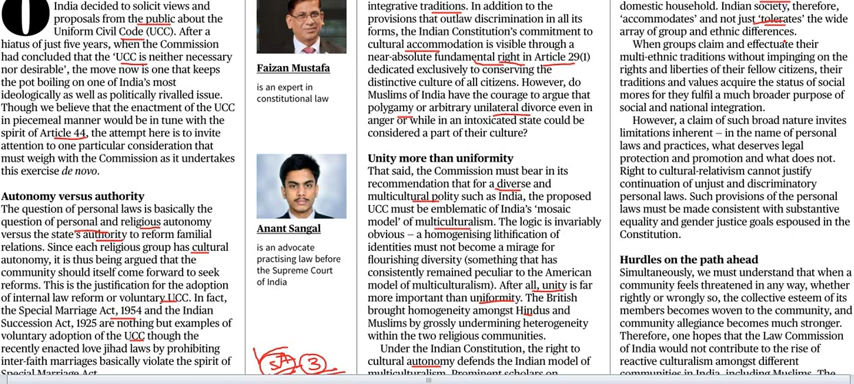 India decided to solicit views and
proposals from the public about the
Uniform Civil Code (UCC). After a
hiatus of just five years, when the Commission
had concluded that the ‘UCC is neither necessary
nor desirable’, the move now is one that keeps
the pot boiling on one of India’s most
ideologically as well as politically rivalled issue.
Though we believe that the enactment of the UCC
in piecemeal manner would be in tune with the
spirit of Article 44, the attempt here is to invite
attention to one particular consideration that
must weigh with the Commission as it undertakes
this exercise de novo.
Autonomy versus authority
The question of personal laws is basically the
question of personal and religious autonomy
versus the state’s authority to reform familial
relations. Since each religious group has cultural
autonomy, it is thus being argued that the
community should itself come forward to seek
reforms. This is the justification for the adoption
of internal law reform or voluntary UCC. In fact,
the Special Marriage Act, 1954 and the Indian
Succession Act, 1925 are nothing but examples of
voluntary adoption of the UCC though the
recently enacted love jihad laws by prohibiting
inter-faith marriages basically violate the spirit of
Special Marriage Act.
Faizan Mustafa
is an expert in
constitutional law
Anant Sangal
is an advocate
practising law before
the Supreme Court
of India
3
integrative traditions. In addition to the
provisions that outlaw discrimination in all its
forms, the Indian Constitution’s commitment to
cultural accommodation is visible through a
near-absolute fundamental right in Article 29(1)
dedicated exclusively to conserving the
distinctive culture of all citizens. However, do
Muslims of India have the courage to argue that
polygamy or arbitrary unilateral divorce even in
anger or while in an intoxicated state could be
considered a part of their culture?
Unity more than uniformity
That said, the Commission must bear in its
recommendation that for a diverse and
multicultural polity such as India, the proposed
UCC must be emblematic of India’s ‘mosaic
model’ of multiculturalism. The logic is invariably
obvious – a homogenising lithification of
identities must not become a mirage for
flourishing diversity (something that has
consistently remained peculiar to the American
model of multiculturalism). After all, unity is far
more important than uniformity. The British
brought homogeneity amongst Hindus and
Muslims by grossly undermining heterogeneity
within the two religious communities.
Under the Indian Constitution, the right to
cultural autonomy defends the Indian model of
multiculturalism. Prominent scholars on
domestic household. Indian society, therefore,
‘accommodates’ and not just ‘tolerates’ the wide
array of group and ethnic differences.
When groups claim and effectuate their
multi-ethnic traditions without impinging on the
rights and liberties of their fellow citizens, their
traditions and values acquire the status of social
mores for they fulfil a much broader purpose of
social and national integration.
However, a claim of such broad nature invites
limitations inherent – in the name of personal
laws and practices, what deserves legal
protection and promotion and what does not.
Right to cultural-relativism cannot justify
continuation of unjust and discriminatory
personal laws. Such provisions of the personal
laws must be made consistent with substantive
equality and gender justice goals espoused in the
Constitution.
Hurdles on the path ahead
Simultaneously, we must understand that when a
community feels threatened in any way, whether
rightly or wrongly so, the collective esteem of its
members becomes woven to the community, and
community allegiance becomes much stronger.
Therefore, one hopes that the Law Commission
of India would not contribute to the rise of
reactive culturalism amongst different
communities in India, including Muslims. The